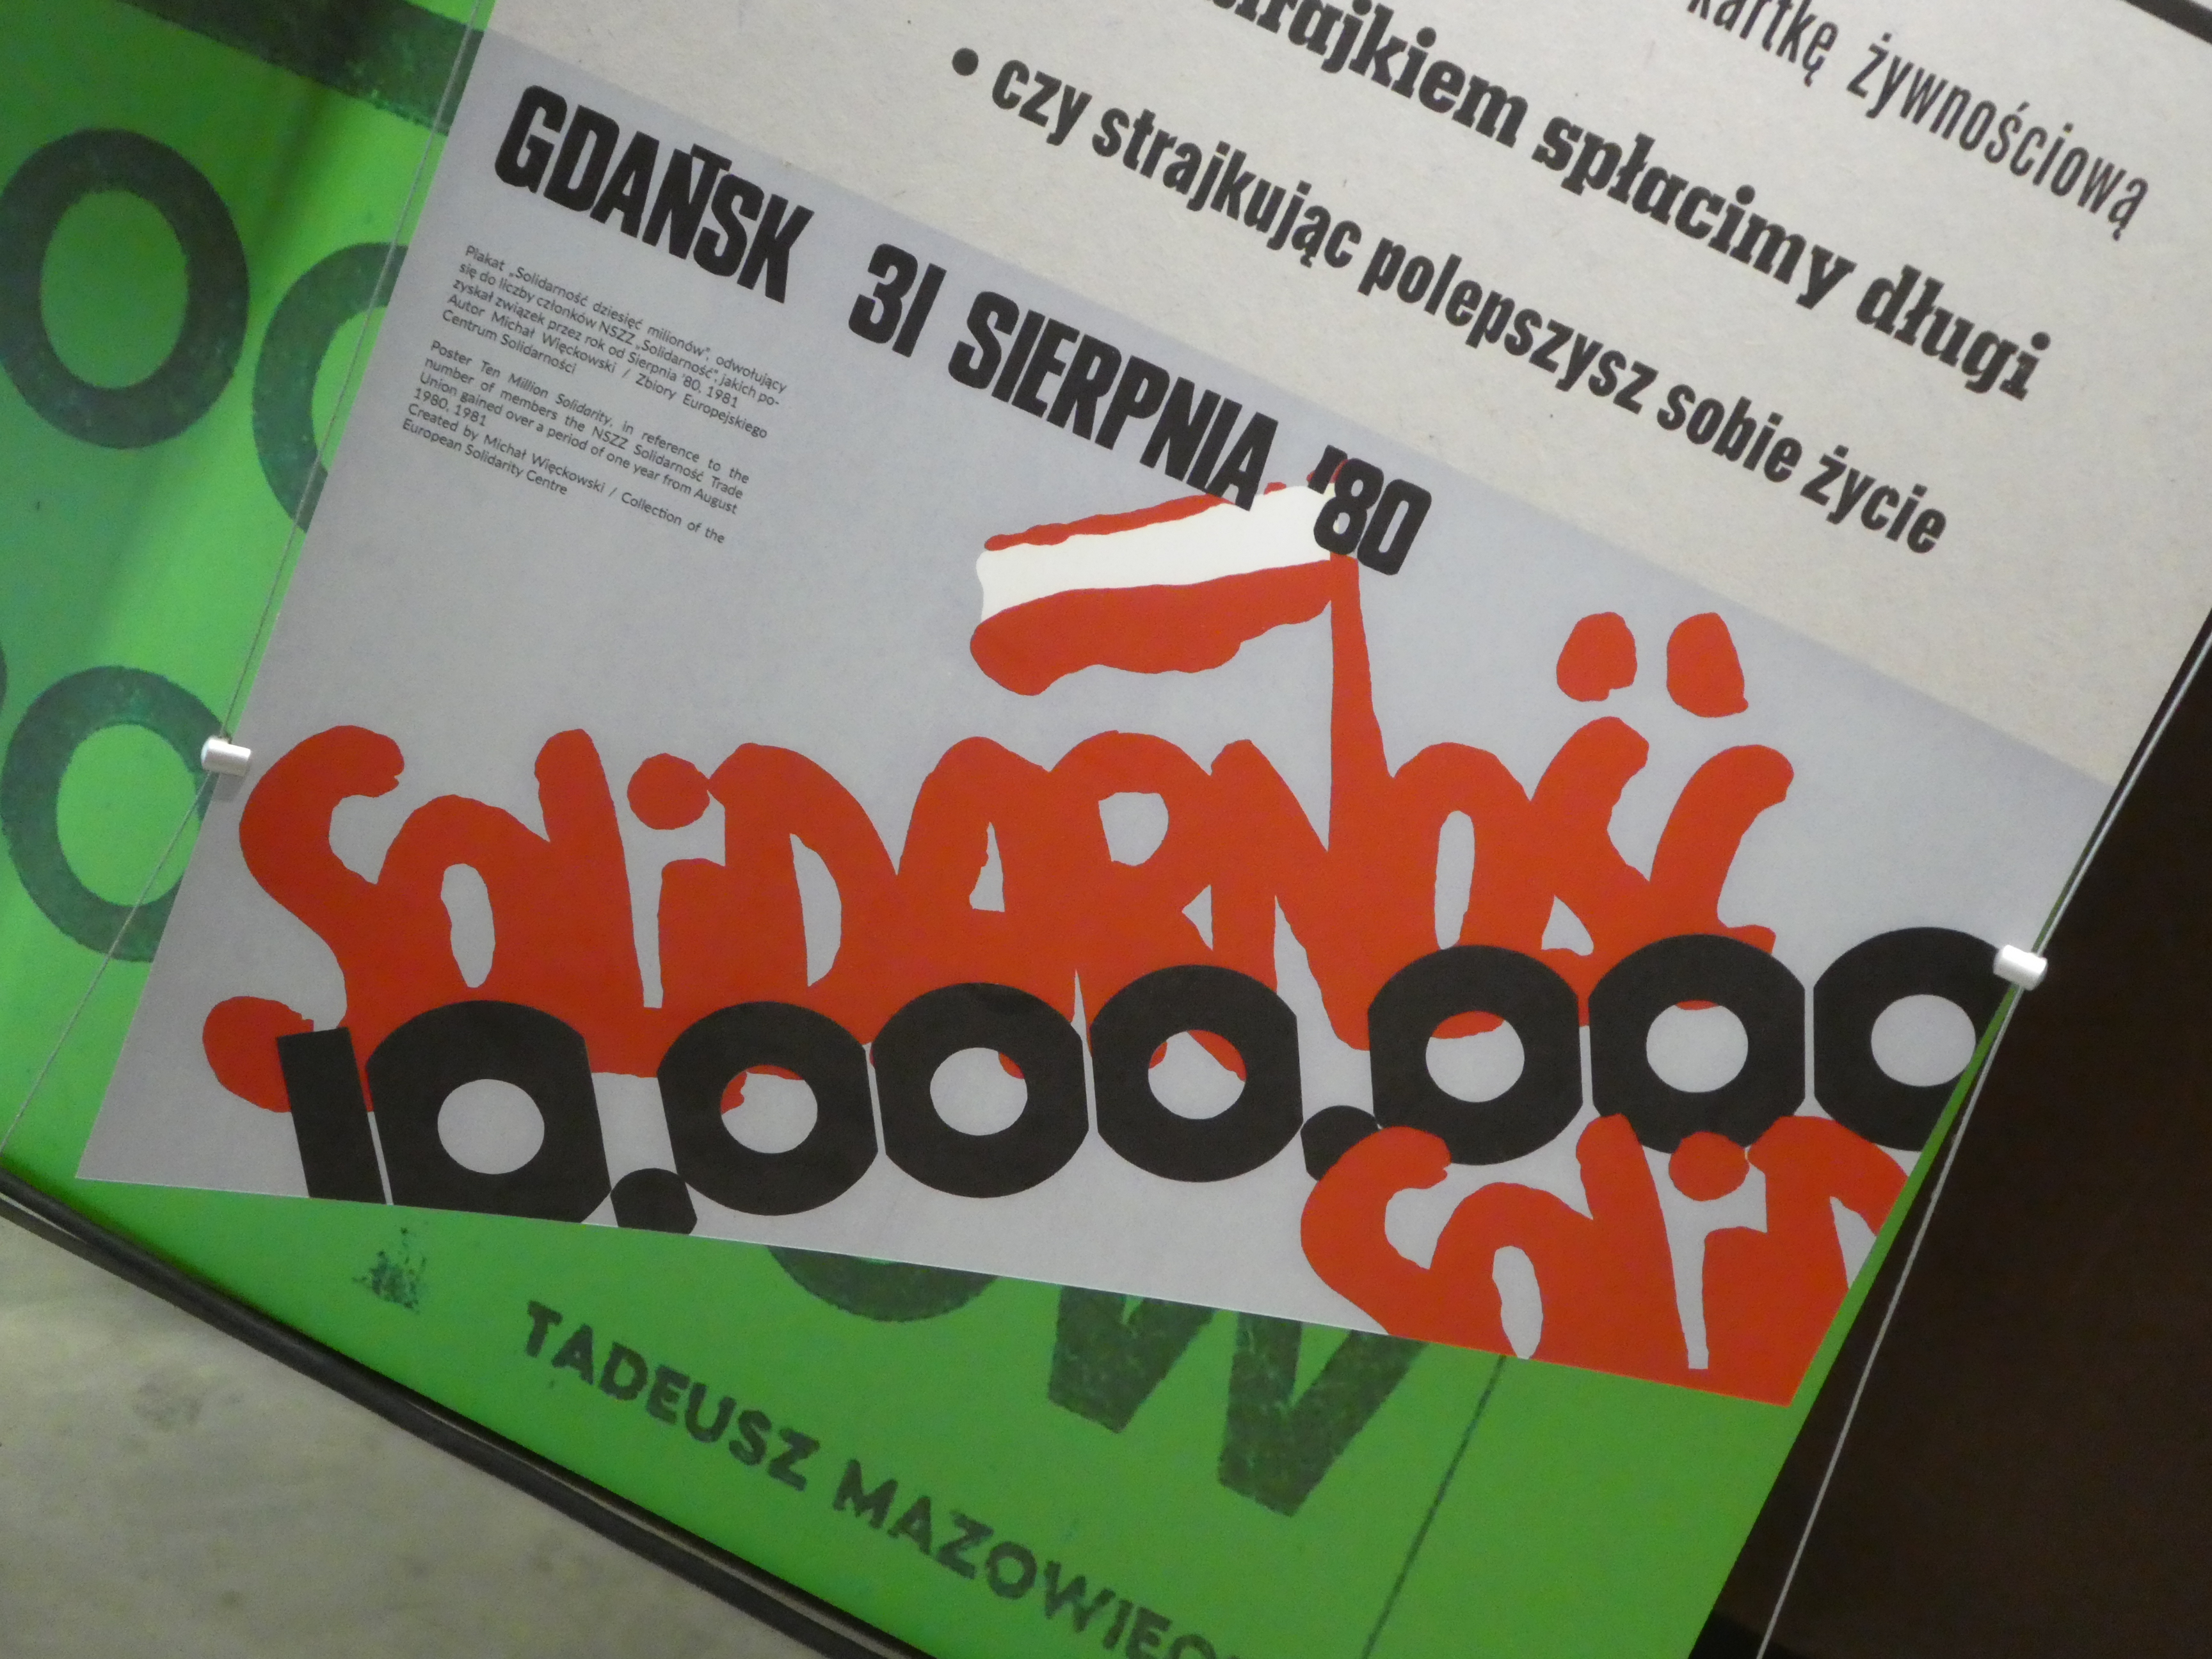 kartkę żywnościową
spłacimy długi
• czy strajkując polepszysz sobie życie
GDAŃSK 31 SIERPNIA '80
Plakat „Solidarność dziesięć milionów”, odwołujący
się do liczby członków NSZZ „Solidarność”, jakich po-
zyskał związek przez rok od Sierpnia '80, 1981
Autor Michał Więckowski / Zbiory Europejskiego
Centrum Solidarności
Poster Ten Million Solidarity, in reference to the
number of members the NSZZ Solidarność Trade
Union gained over a period of one year from August
1980, 1981
Created by Michał Więckowski / Collection of the
European Solidarity Centre
SOLiDARNOŚĆ
10.000.000
SOLiD
TADEUSZ MAZOWIEC